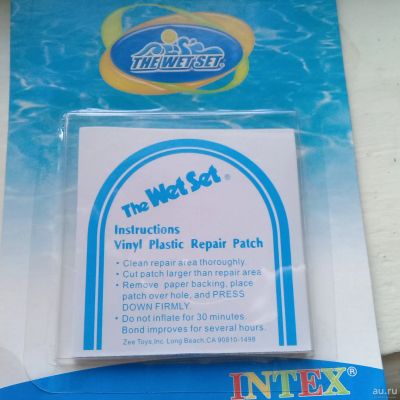 THE WET SET®
The Wet Set®
Instructions
Vinyl Plastic Repair Patch
• Clean repair area thoroughly.
• Cut patch larger than repair area
• Remove paper backing, place
patch over hole, and PRESS
DOWN FIRMLY.
• Do not inflate for 30 minutes.
Bond improves for several hours.
Zee Toys,Inc. Long Beach,CA 90810-1498
INTEX®
au.ru